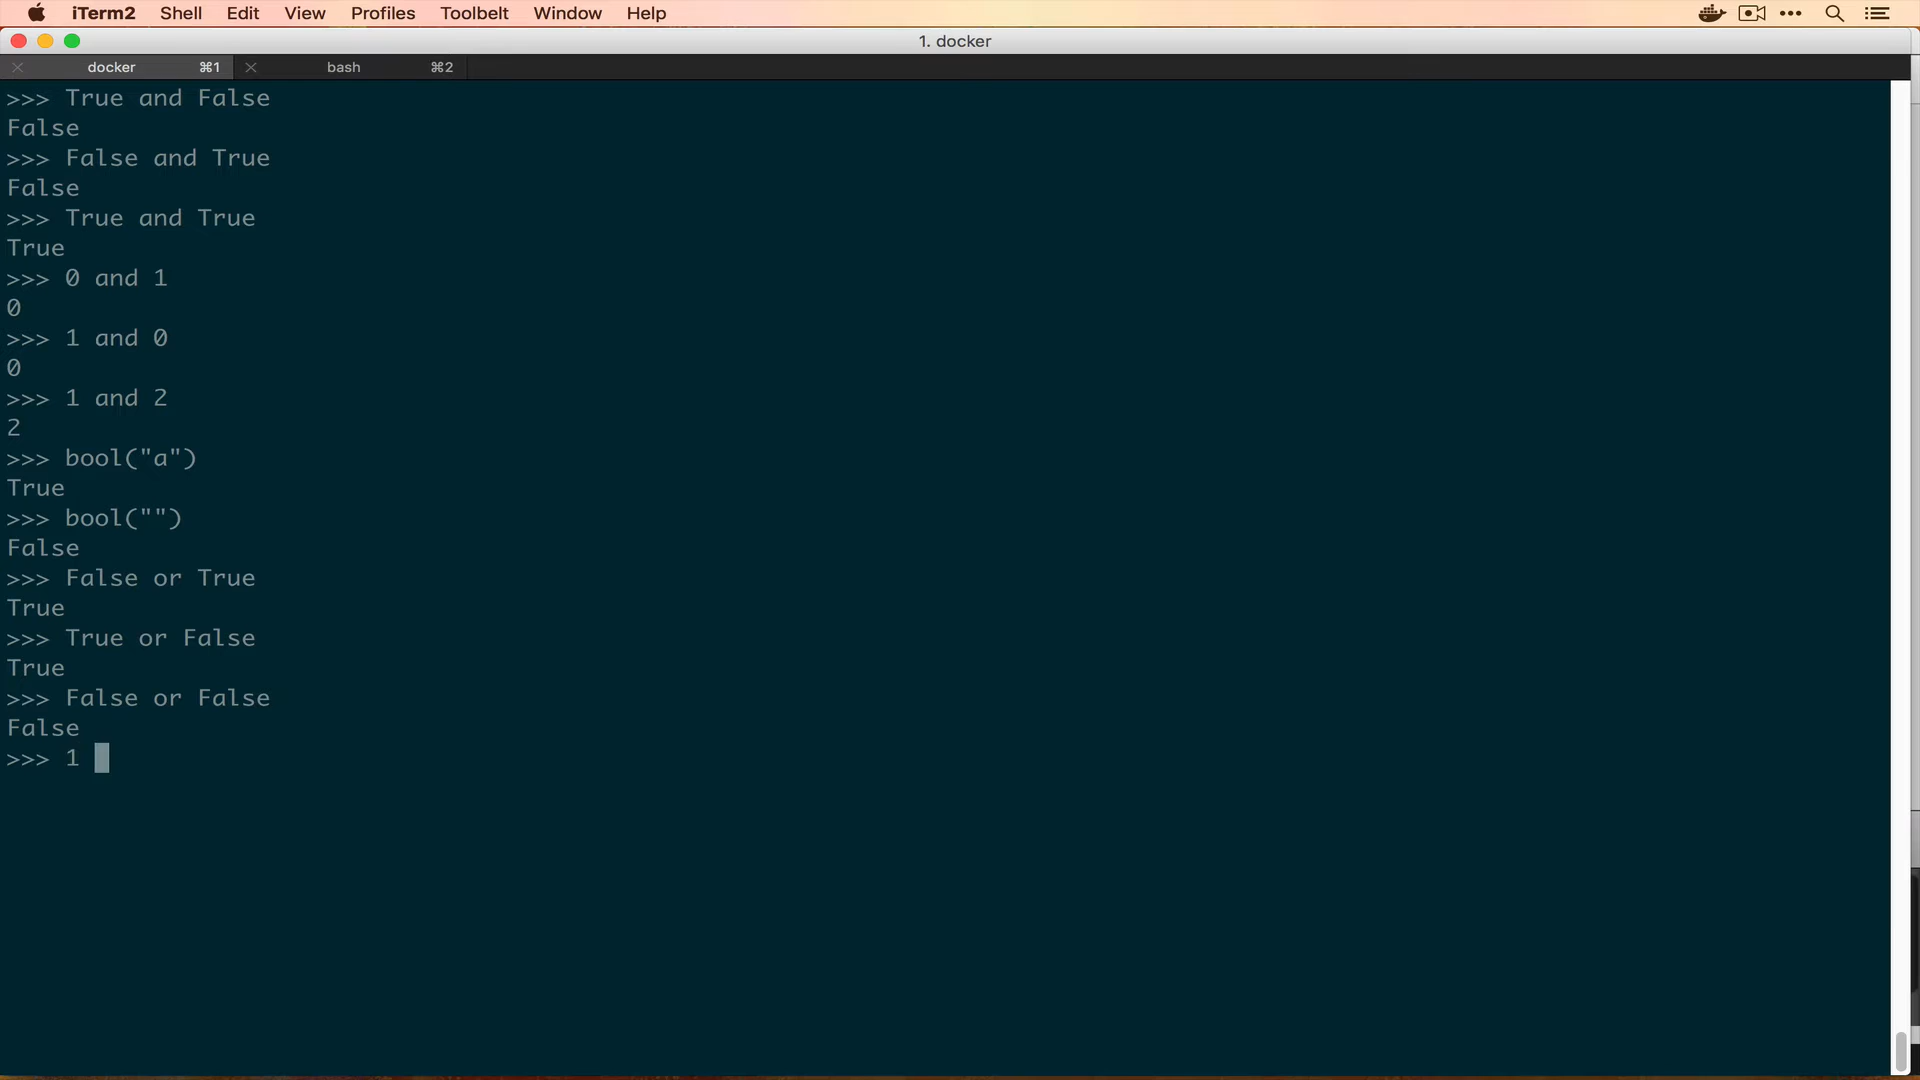 iTerm2 Shell Edit View Profiles Toolbelt Window Help
1. docker
docker ⌘1 bash ⌘2
>>> True and False
False
>>> False and True
False
>>> True and True
True
>>> 0 and 1
0
>>> 1 and 0
0
>>> 1 and 2
2
>>> bool("a")
True
>>> bool("")
False
>>> False or True
True
>>> True or False
True
>>> False or False
False
>>> 1